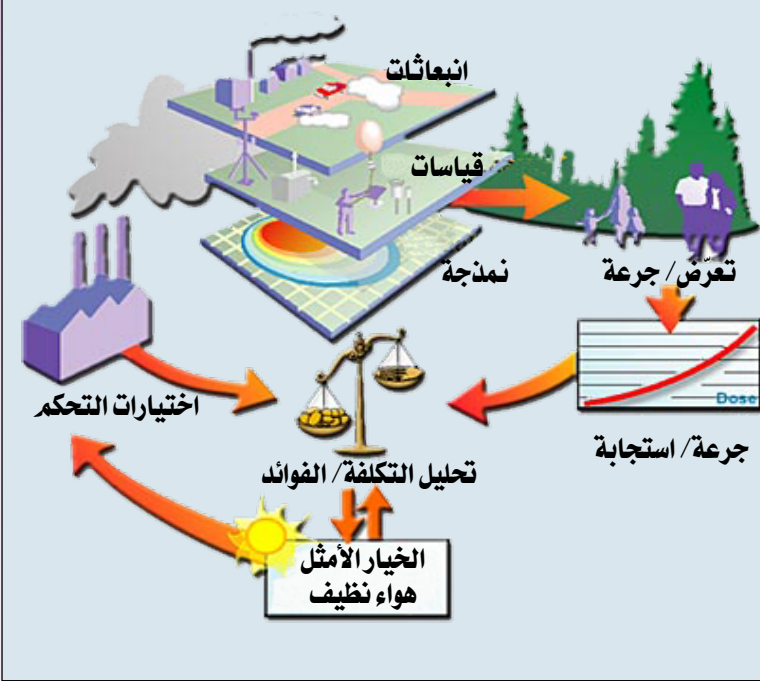 انبعاثات
قياسات
نمذجة
تعرّض/ جرعة
Dose
جرعة/ استجابة
اختيارات التحكم
تحليل التكلفة/ الفوائد
الخيار الأمثل
هواء نظيف